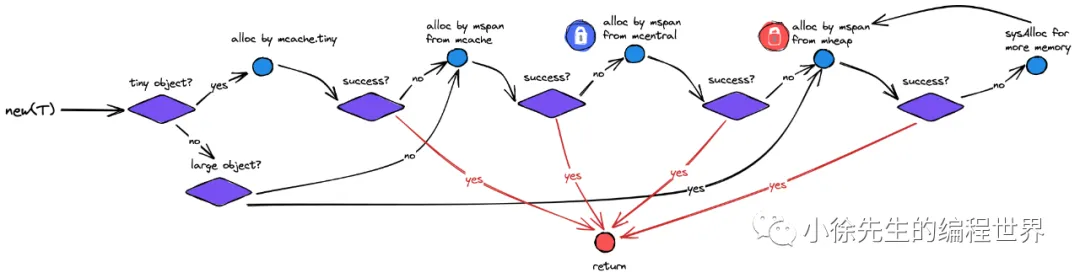 alloc by mspan
from mcache
alloc by mspan
from mcentral
alloc by mspan
from mheap
sysAlloc for
more memory
alloc by mcache.tiny
tiny object?
yes
success?
no
success?
no
success?
no
success?
no
new(T)
no
large object?
no
yes
yes
yes
yes
yes
小徐先生的编程世界
return